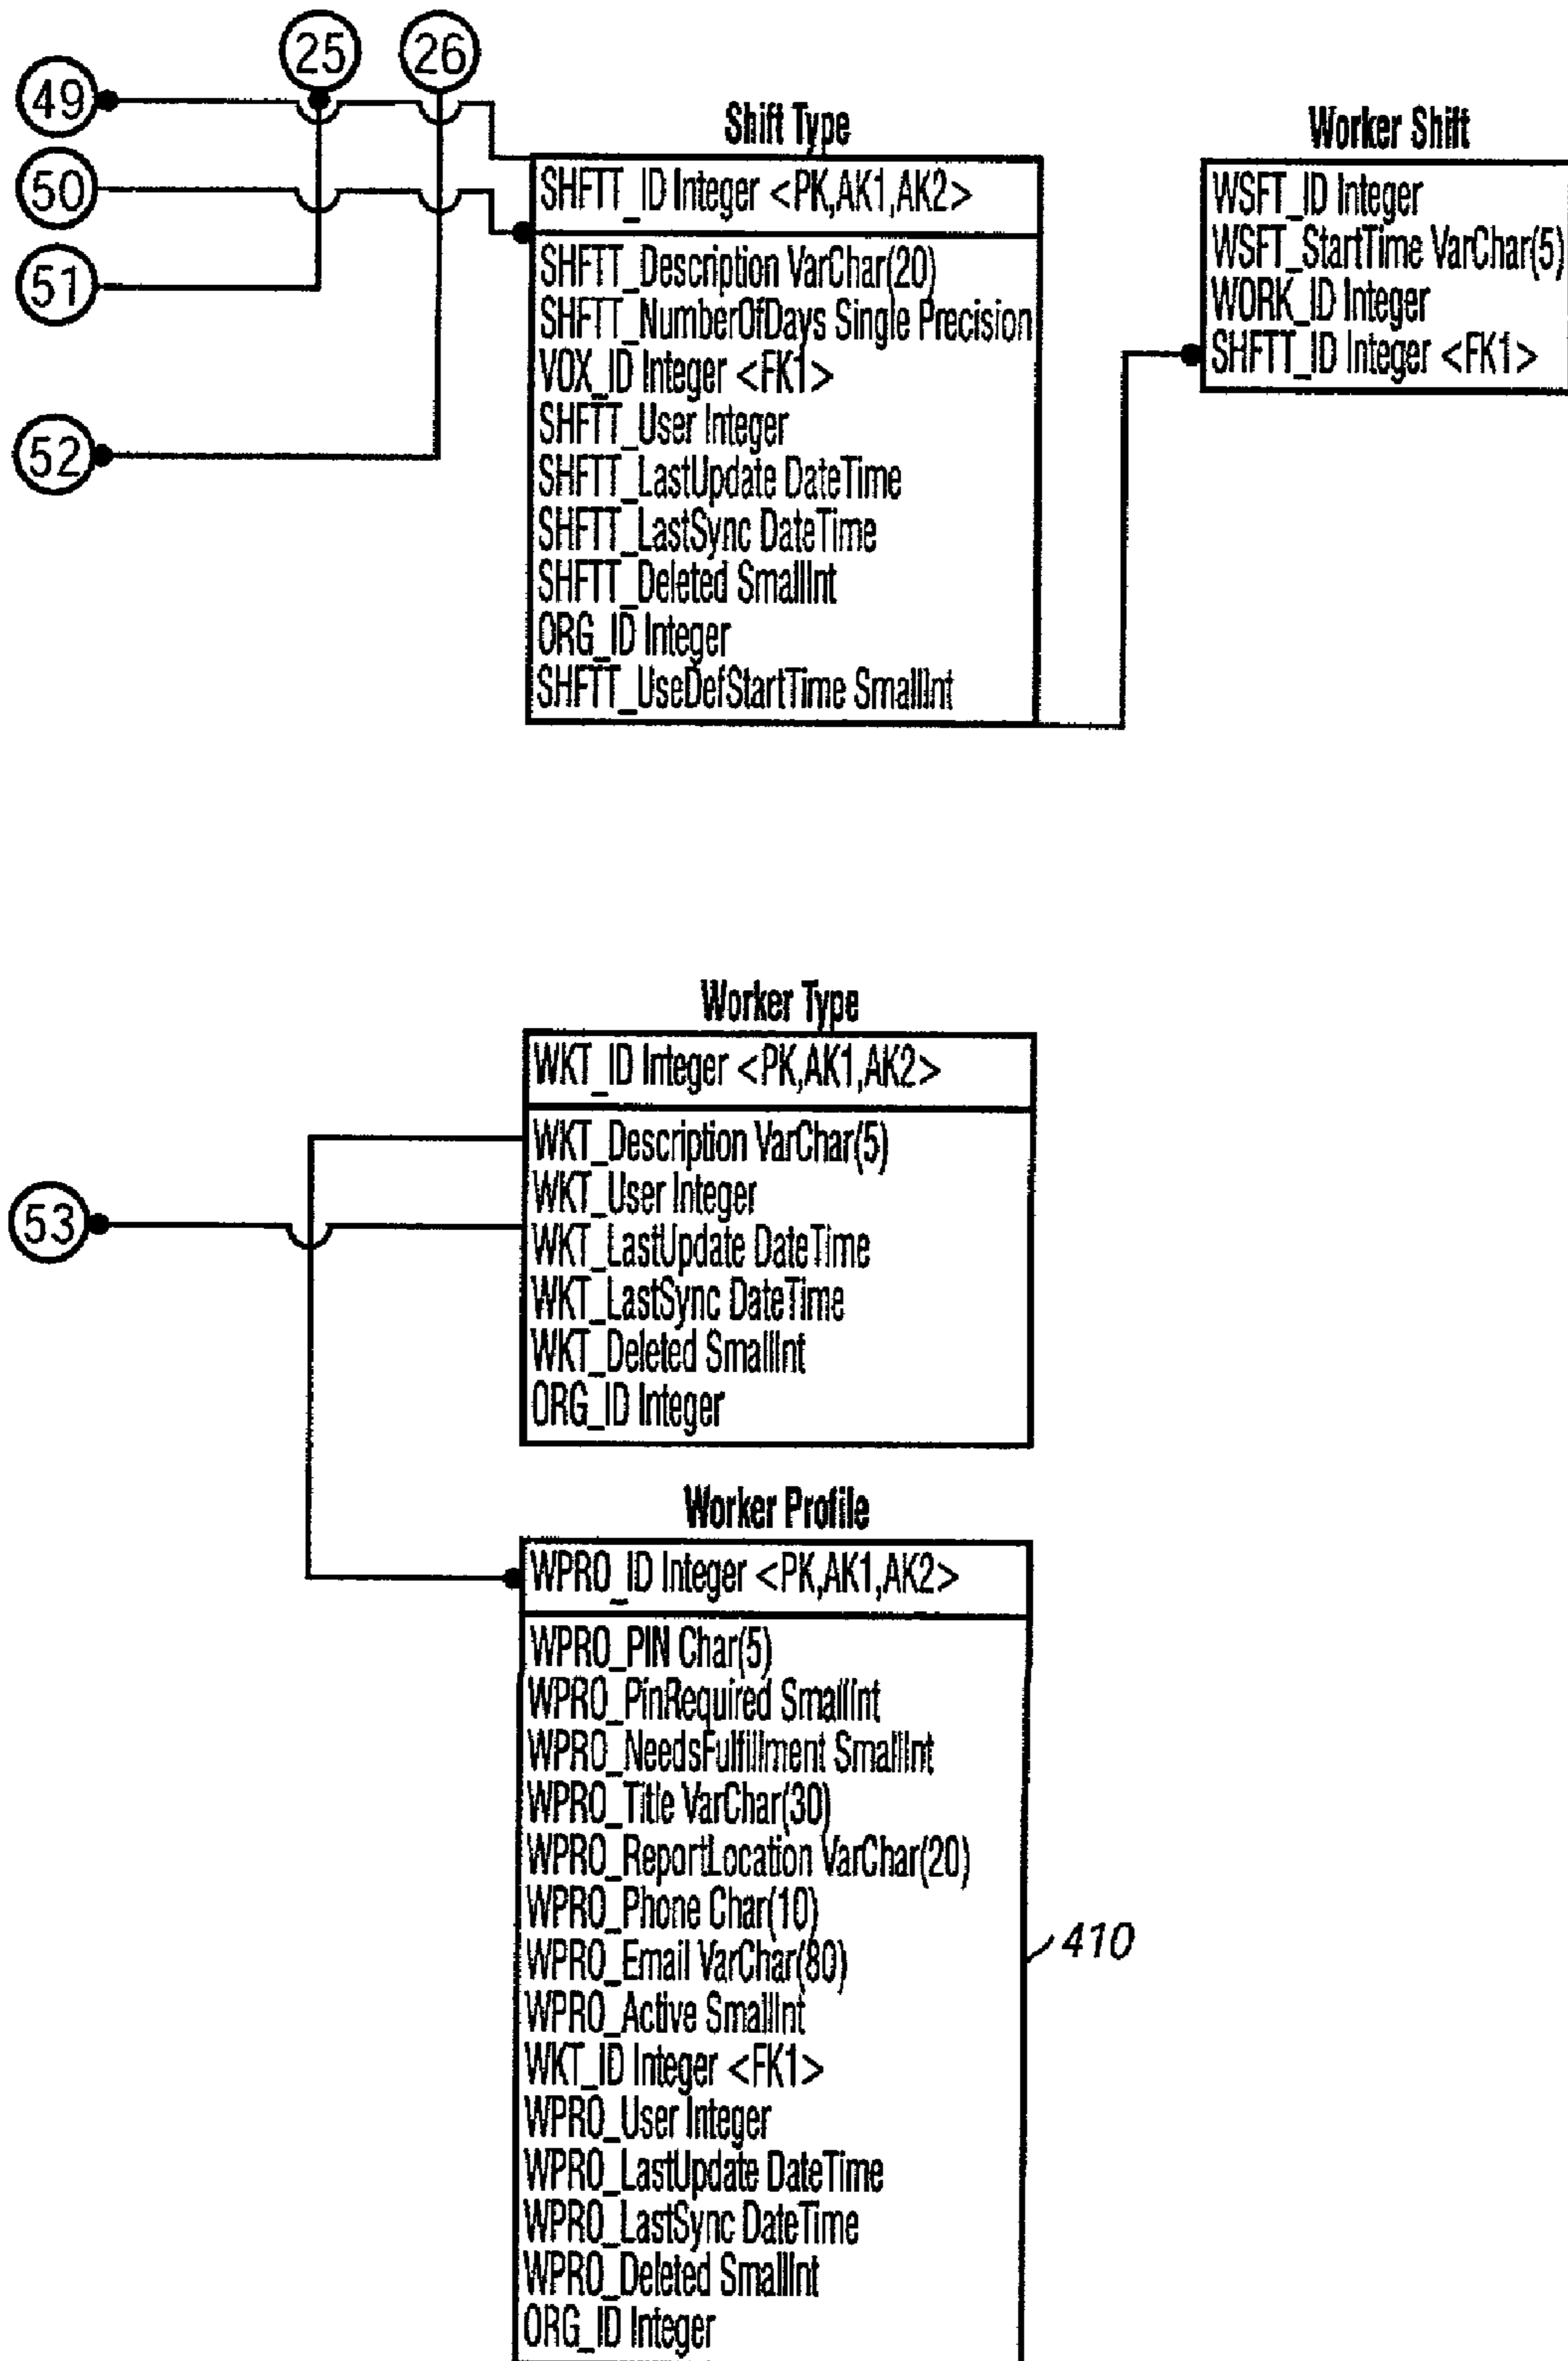 25
26
49
50
51
52
Shift Type
SHFTT_ID Integer <PK,AK1,AK2>
SHFTT_Description VarChar(20)
SHFTT_NumberOfDays Single Precision
VOX_ID Integer <FK1>
SHFTT_User Integer
SHFTT_LastUpdate DateTime
SHFTT_LastSync DateTime
SHFTT_Deleted SmallInt
ORG_ID Integer
SHFTT_UseDefStartTime SmallInt
Worker Shift
WSFT_ID Integer
WSFT_StartTime VarChar(5)
WORK_ID Integer
SHFTT_ID Integer <FK1>
53
Worker Type
WKT_ID Integer <PK,AK1,AK2>
WKT_Description VarChar(5)
WKT_User Integer
WKT_LastUpdate DateTime
WKT_LastSync DateTime
WKT_Deleted SmallInt
ORG_ID Integer
Worker Profile
WPRO_ID Integer <PK,AK1,AK2>
WPRO_PIN Char(5)
WPRO_PinRequired SmallInt
WPRO_NeedsFulfillment SmallInt
WPRO_Title VarChar(30)
WPRO_ReportLocation VarChar(20)
WPRO_Phone Char(10)
WPRO_Email VarChar(80)
WPRO_Active SmallInt
WKT_ID Integer <FK1>
WPRO_User Integer
WPRO_LastUpdate DateTime
WPRO_LastSync DateTime
WPRO_Deleted SmallInt
ORG_ID Integer
410